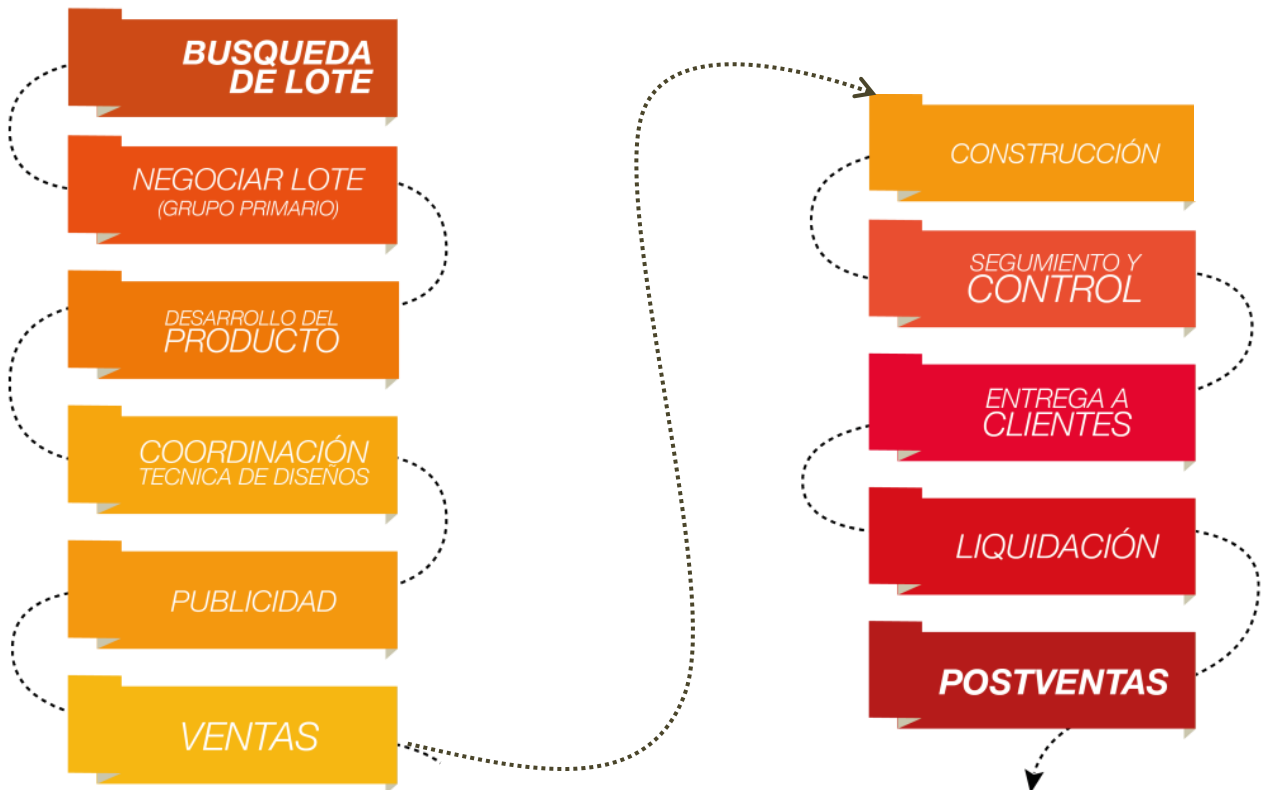 BUSQUEDA
DE LOTE
NEGOCIAR LOTE
(GRUPO PRIMARIO)
DESARROLLO DEL
PRODUCTO
COORDINACIÓN
TECNICA DE DISEÑOS
PUBLICIDAD
VENTAS
CONSTRUCCIÓN
SEGUMIENTO Y
CONTROL
ENTREGA A
CLIENTES
LIQUIDACIÓN
POSTVENTAS